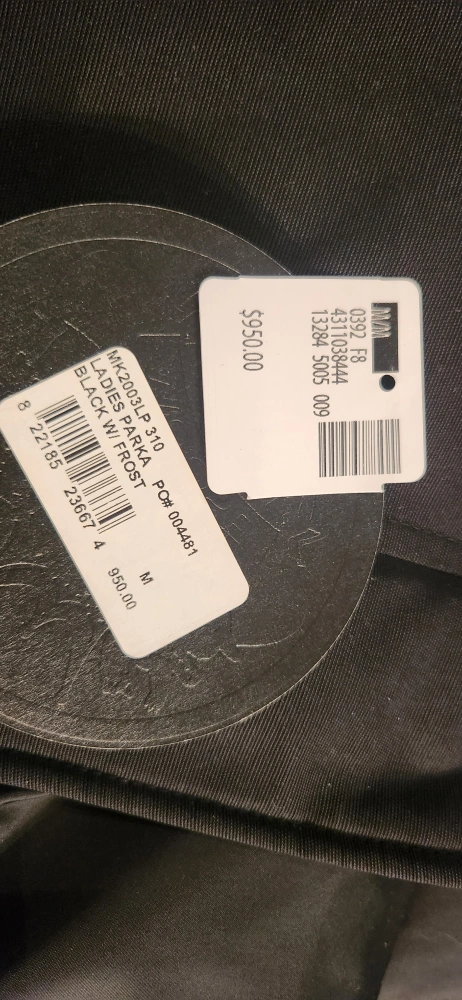 MK2003LP 310
LADIES PARKA PO# 004481
BLACK W/ FROST
8 22185 23667 4
M
950.00
0392 F8
4311038444
13284 5005 009
$950.00